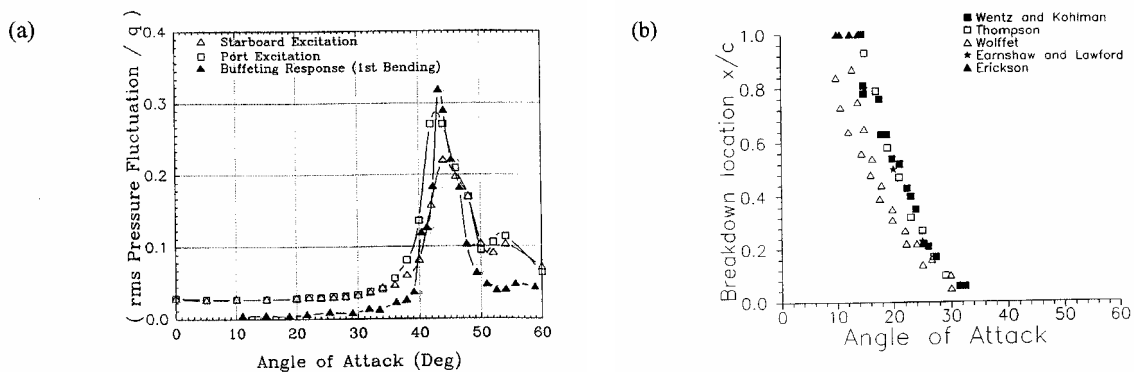 (a)
( rms Pressure Fluctuation / q )
0.4
0.3
0.2
0.1
0.0
△ Starboard Excitation
□ Port Excitation
▲ Buffeting Response (1st Bending)
0 10 20 30 40 50 60
Angle of Attack (Deg)
(b)
Breakdown location x/c
1.0
0.8
0.6
0.4
0.2
0.0
■ Wentz and Kohlman
□ Thompson
△ Wolffet
★ Earnshaw and Lawford
▲ Erickson
0 10 20 30 40 50 60
Angle of Attack